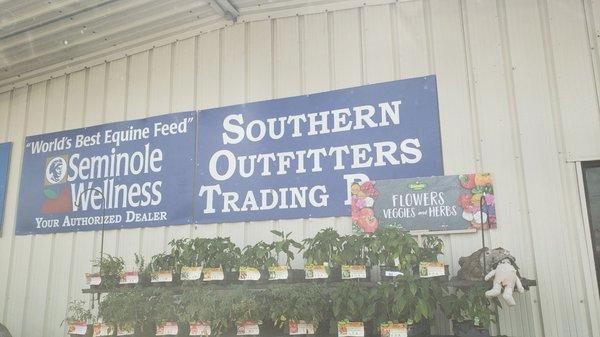 "World's Best Equine Feed"
Seminole
Wellness
Your Authorized Dealer
Southern
Outfitters
Trading
FLOWERS
VEGGIES and HERBS